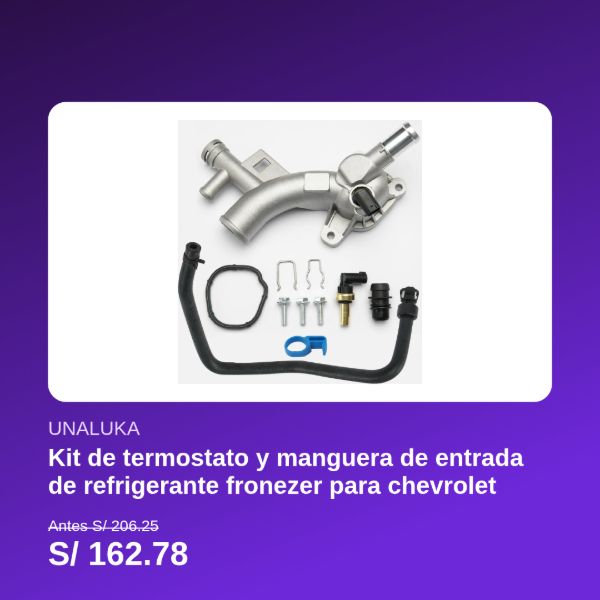 UNALUKA
Kit de termostato y manguera de entrada
de refrigerante fronezer para chevrolet
Antes S/ 206.25
S/ 162.78